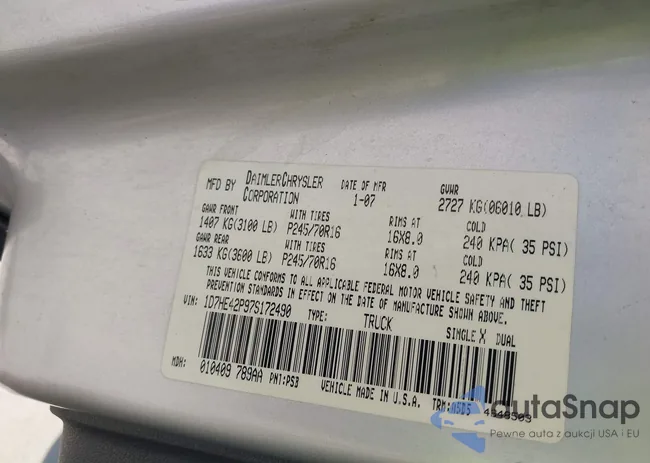 MFD BY DAIMLERCHRYSLER CORPORATION DATE OF MFR 1-07 GVWR 2727 KG(06010 LB)
GAWR FRONT WITH TIRES RIMS AT COLD
1407 KG(3100 LB) P245/70R16 16X8.0 240 KPA( 35 PSI)
GAWR REAR WITH TIRES RIMS AT COLD
1633 KG(3600 LB) P245/70R16 16X8.0 240 KPA( 35 PSI)
THIS VEHICLE CONFORMS TO ALL APPLICABLE FEDERAL MOTOR VEHICLE SAFETY AND THEFT
PREVENTION STANDARDS IN EFFECT ON THE DATE OF MANUFACTURE SHOWN ABOVE.
VIN: 1D7HE42P97S172490 TYPE: TRUCK SINGLE X DUAL
MDH: 010409 789AA PNT:PS3 VEHICLE MADE IN U.S.A. TRM:
autaSnap
Pewne auta z aukcji USA i EU